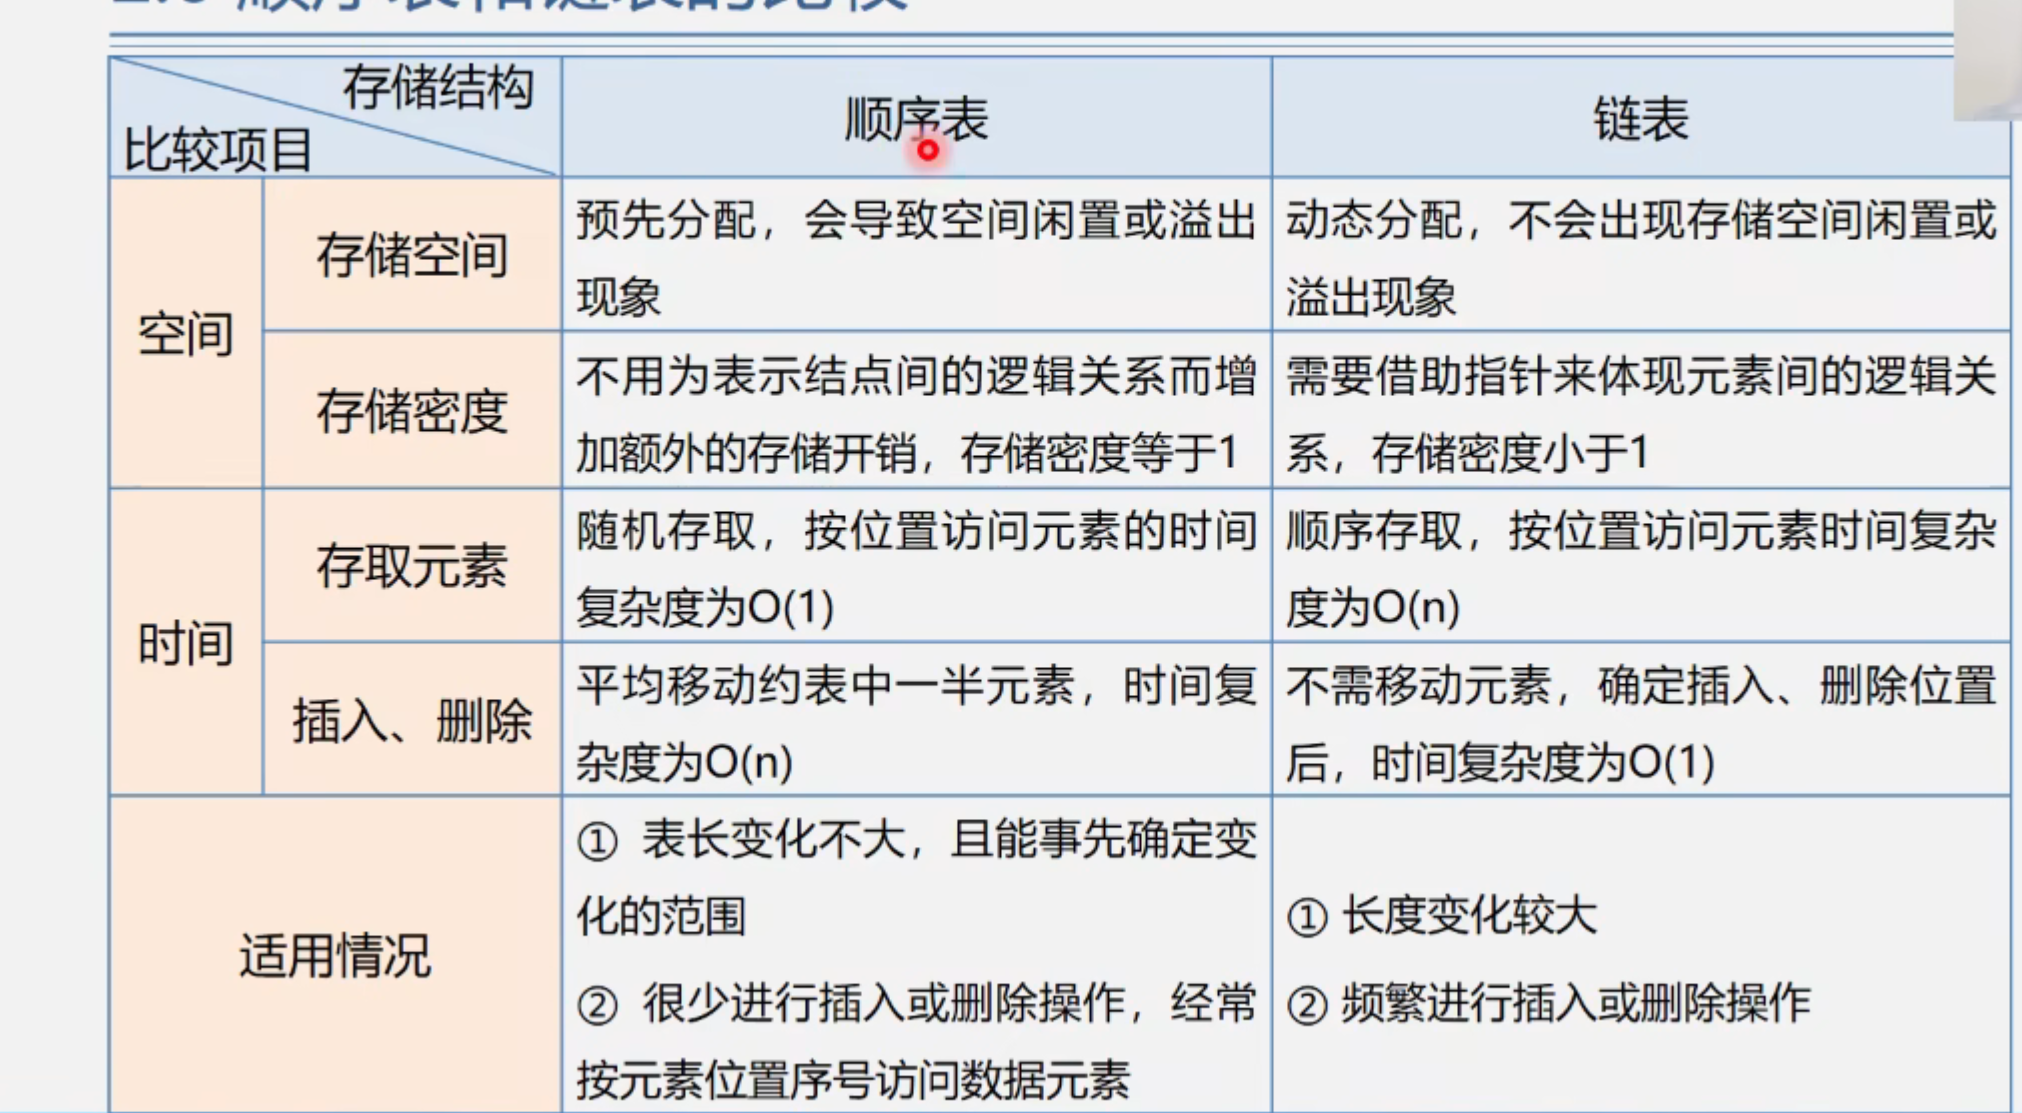 存储结构
比较项目
顺序表
链表
空间
存储空间
预先分配，会导致空间闲置或溢出
现象
动态分配，不会出现存储空间闲置或
溢出现象
存储密度
不用为表示结点间的逻辑关系而增
加额外的存储开销，存储密度等于1
需要借助指针来体现元素间的逻辑关
系，存储密度小于1
时间
存取元素
随机存取，按位置访问元素的时间
复杂度为O(1)
顺序存取，按位置访问元素时间复杂
度为O(n)
插入、删除
平均移动约表中一半元素，时间复
杂度为O(n)
不需移动元素，确定插入、删除位置
后，时间复杂度为O(1)
适用情况
① 表长变化不大，且能事先确定变
化的范围
② 很少进行插入或删除操作，经常
按元素位置序号访问数据元素
① 长度变化较大
② 频繁进行插入或删除操作